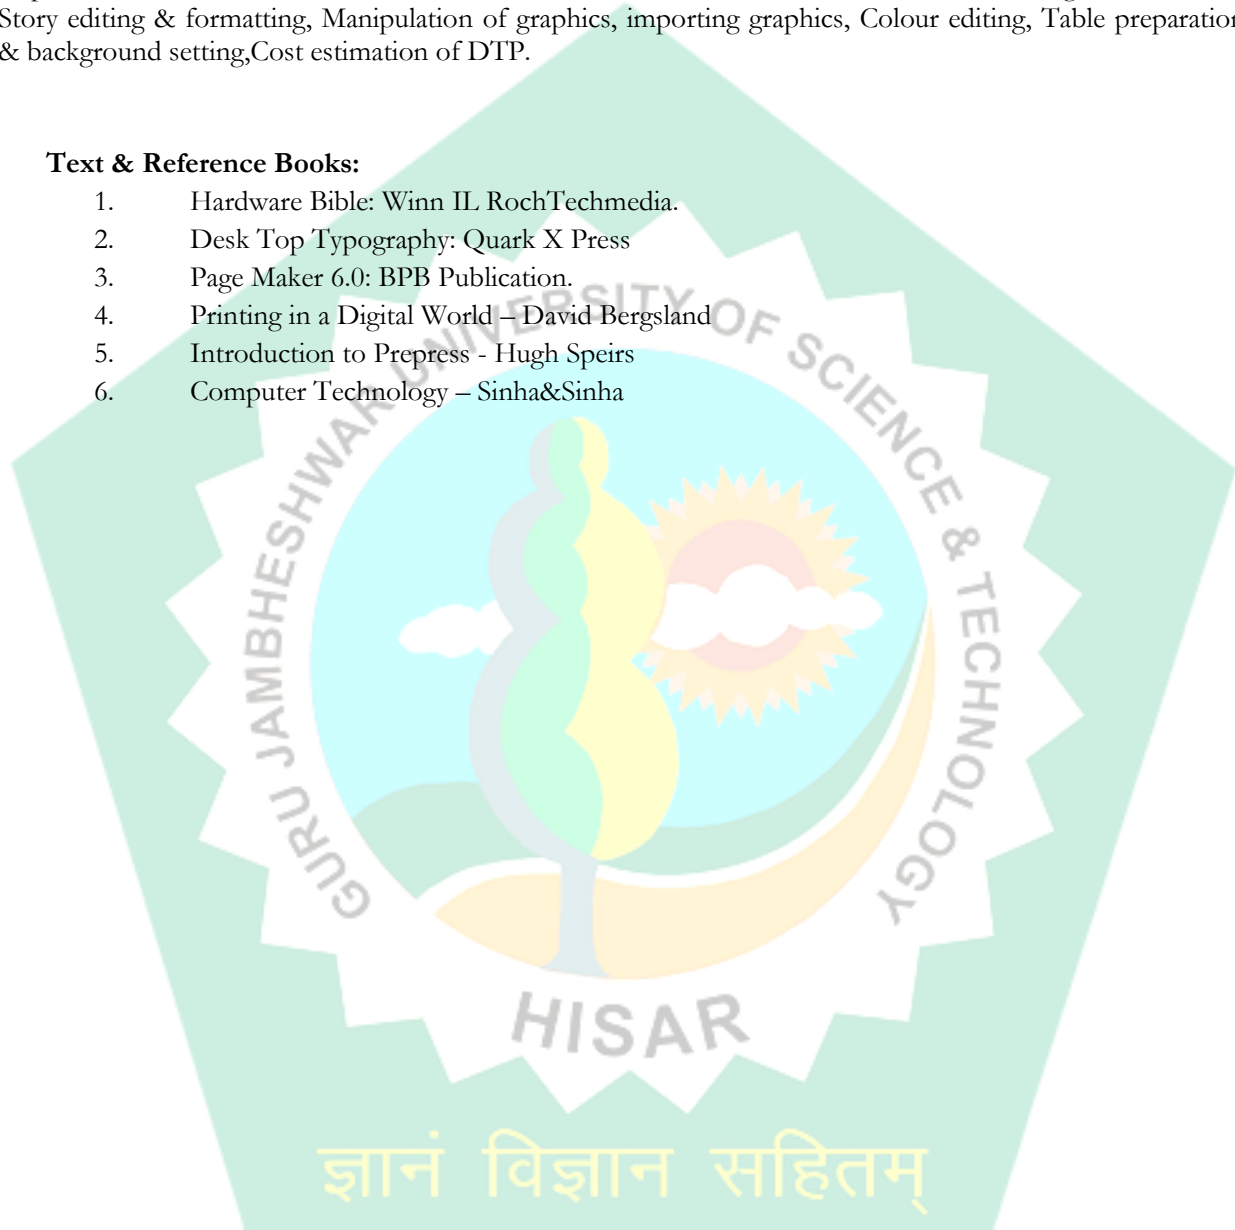 Story editing & formatting, Manipulation of graphics, importing graphics, Colour editing, Table preparation
& background setting,Cost estimation of DTP.
Text & Reference Books:
1. Hardware Bible: Winn IL RochTechmedia.
2. Desk Top Typography: Quark X Press
3. Page Maker 6.0: BPB Publication.
4. Printing in a Digital World – David Bergsland
5. Introduction to Prepress - Hugh Speirs
6. Computer Technology – Sinha&Sinha
GURU JAMBHESHWAR UNIVERSITY OF SCIENCE & TECHNOLOGY
HISAR
ज्ञानं विज्ञान सहितम्